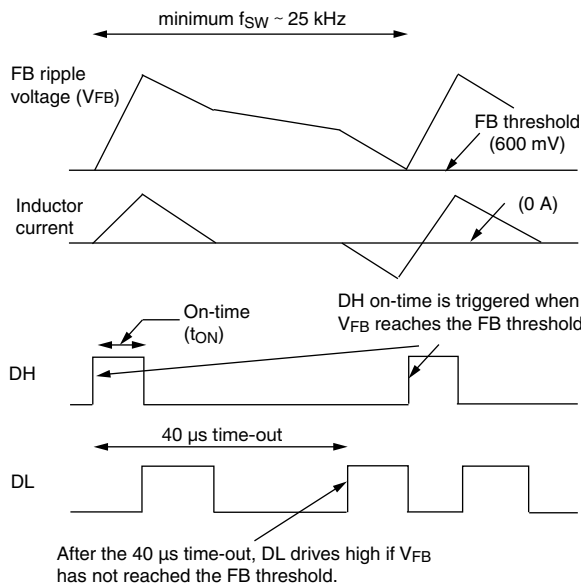 minimum fSW ~ 25 kHz
FB ripple
voltage (VFB)
FB threshold
(600 mV)
Inductor
current
(0 A)
DH on-time is triggered when
VFB reaches the FB threshold
On-time
(tON)
DH
40 µs time-out
DL
After the 40 µs time-out, DL drives high if VFB
has not reached the FB threshold.